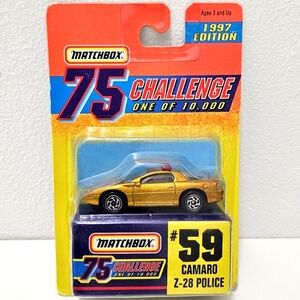 Ages 3 and Up
1997
EDITION
MATCHBOX
75 CHALLENGE
ONE OF 10,000
MATCHBOX
75 CHALLENGE
ONE OF 10,000
#59
CAMARO
Z-28 POLICE